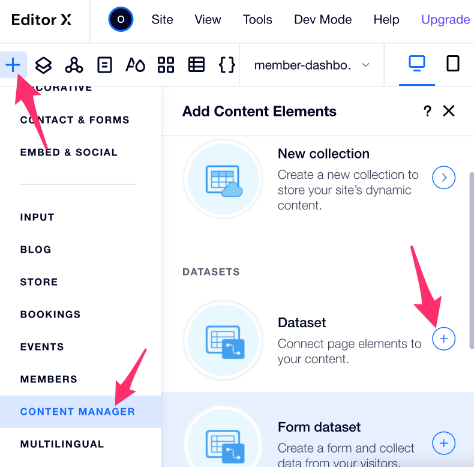 Editor X
O
Site
View
Tools
Dev Mode
Help
Upgrade
member-dashbo.
DECORATIVE
CONTACT & FORMS
EMBED & SOCIAL
INPUT
BLOG
STORE
BOOKINGS
EVENTS
MEMBERS
CONTENT MANAGER
MULTILINGUAL
Add Content Elements
?
New collection
Create a new collection to
store your site's dynamic
content.
DATASETS
Dataset
Connect page elements to
your content.
Form dataset
Create a form and collect
data from your visitors.